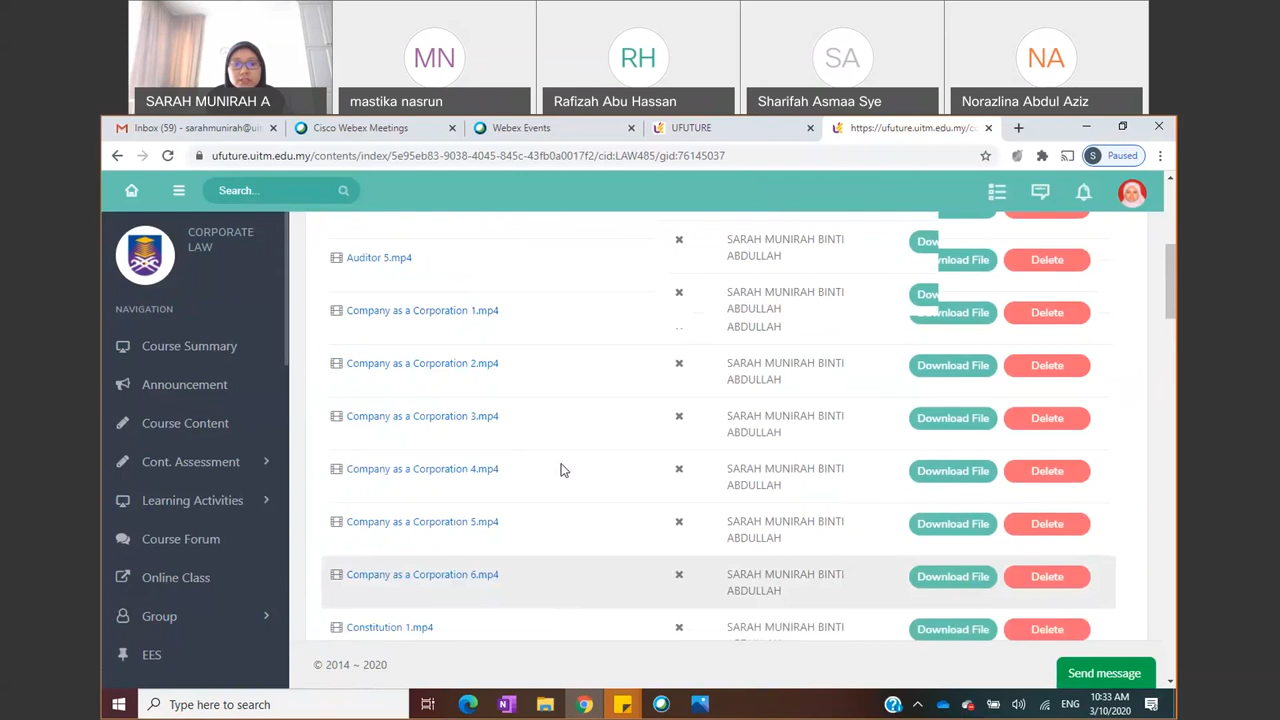 MN
RH
SA
NA
SARAH MUNIRAH A
mastika nasrun
Rafizah Abu Hassan
Sharifah Asmaa Sye
Norazlina Abdul Aziz
Inbox (59) - sarahmunirah@ui
Cisco Webex Meetings
Webex Events
UFUTURE
https://ufuture.uitm.edu.my/co
ufuture.uitm.edu.my/contents/index/5e95eb83-9038-4045-845c-43fb0a0017f2/cid:LAW485/gid:76145037
S
Paused
Search...
CORPORATE
LAW
NAVIGATION
Course Summary
Announcement
Course Content
Cont. Assessment
Learning Activities
Course Forum
Online Class
Group
EES
SARAH MUNIRAH BINTI
ABDULLAH
Dow
Auditor 5.mp4
wnload File
Delete
SARAH MUNIRAH BINTI
ABDULLAH
ABDULLAH
Dow
Company as a Corporation 1.mp4
wnload File
Delete
Company as a Corporation 2.mp4
SARAH MUNIRAH BINTI
ABDULLAH
Download File
Delete
Company as a Corporation 3.mp4
SARAH MUNIRAH BINTI
ABDULLAH
Download File
Delete
Company as a Corporation 4.mp4
SARAH MUNIRAH BINTI
ABDULLAH
Download File
Delete
Company as a Corporation 5.mp4
SARAH MUNIRAH BINTI
ABDULLAH
Download File
Delete
Company as a Corporation 6.mp4
SARAH MUNIRAH BINTI
ABDULLAH
Download File
Delete
Constitution 1.mp4
SARAH MUNIRAH BINTI
Download File
Delete
© 2014 ~ 2020
Send message
Type here to search
ENG
10:33 AM
3/10/2020